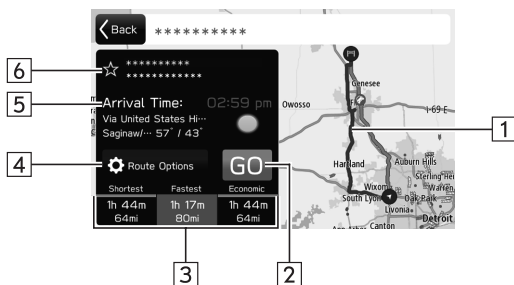 Back
**********
6
**********
************
Genesee
5
Arrival Time:
02:59 pm
Owosso
I-69-E
Via United States Hi…
Saginaw/… 57° / 43°
1
4
Route Options
GO
Hartland
Auburn Hills
Sterling Hei
Wixom
Warren,
Shortest
Fastest
Economic
South Lyon
Oak Park
1h 44m
1h 17m
1h 44m
Livonia
64mi
80mi
64mi
Detroit
Canton
3
2